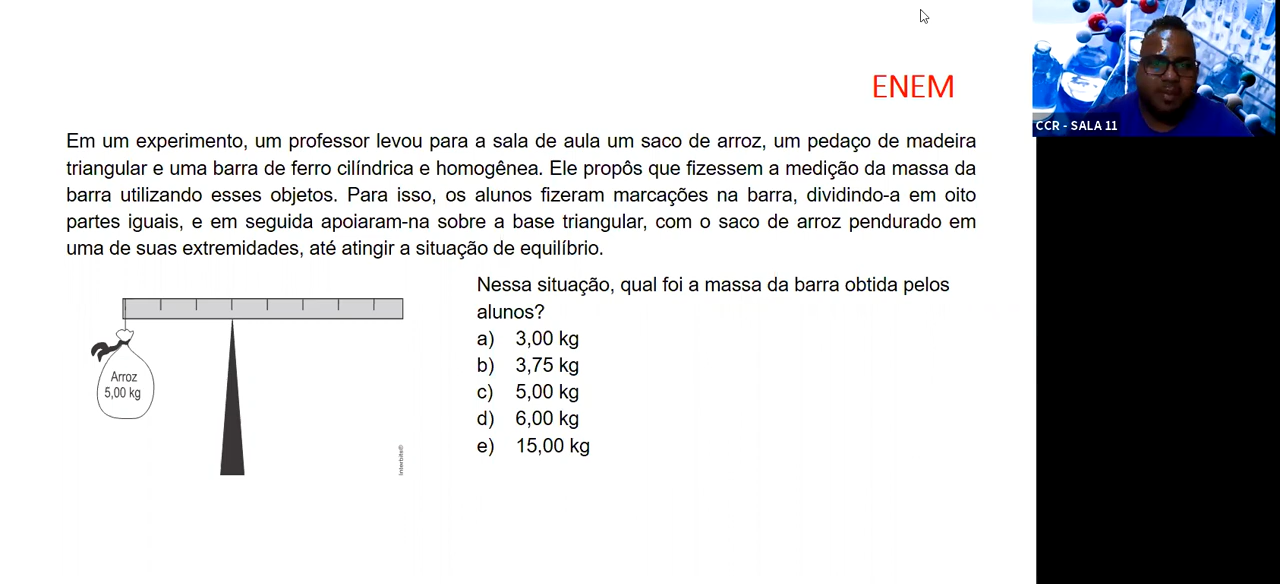 ENEM
CCR - SALA 11
Em um experimento, um professor levou para a sala de aula um saco de arroz, um pedaço de madeira
triangular e uma barra de ferro cilíndrica e homogênea. Ele propôs que fizessem a medição da massa da
barra utilizando esses objetos. Para isso, os alunos fizeram marcações na barra, dividindo-a em oito
partes iguais, e em seguida apoiaram-na sobre a base triangular, com o saco de arroz pendurado em
uma de suas extremidades, até atingir a situação de equilíbrio.
Arroz
5,00 kg
interbits©
Nessa situação, qual foi a massa da barra obtida pelos
alunos?
a) 3,00 kg
b) 3,75 kg
c) 5,00 kg
d) 6,00 kg
e) 15,00 kg